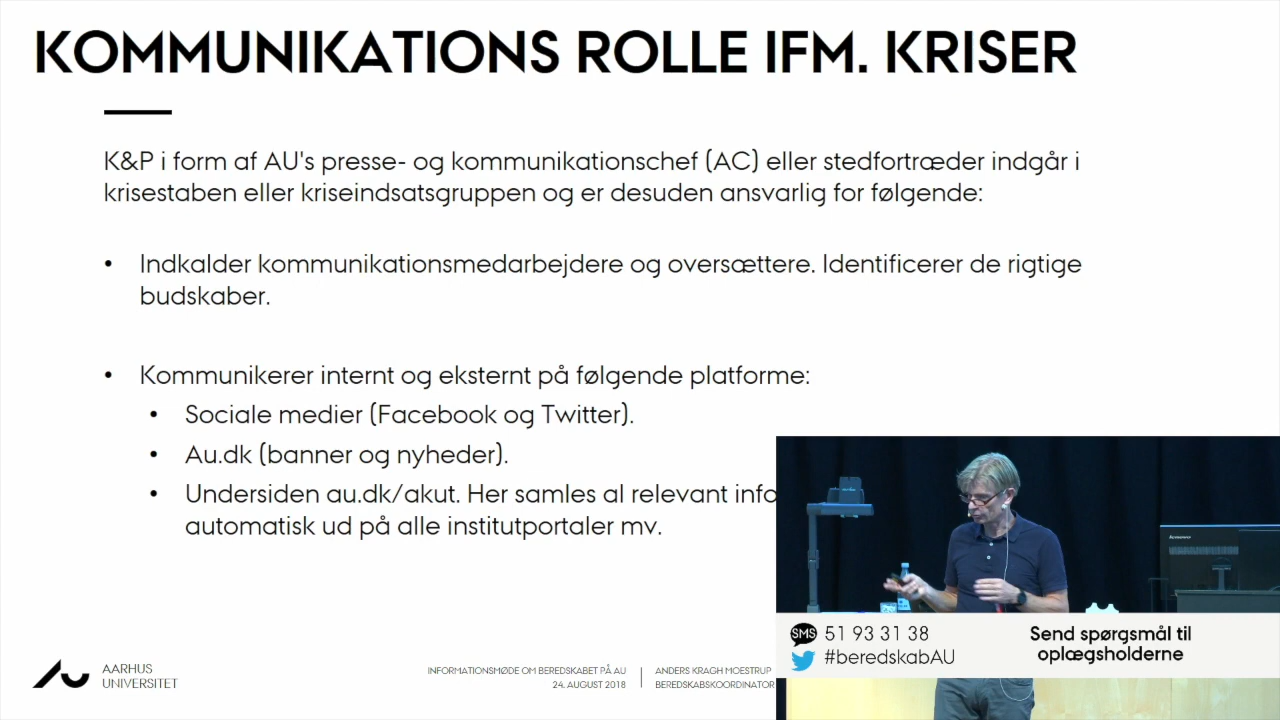 KOMMUNIKATIONS ROLLE IFM. KRISER
K&P i form af AU's presse- og kommunikationschef (AC) eller stedfortræder indgår i
krisestaben eller kriseindsatsgruppen og er desuden ansvarlig for følgende:
• Indkalder kommunikationsmedarbejdere og oversættere. Identificerer de rigtige
budskaber.
• Kommunikerer internt og eksternt på følgende platforme:
• Sociale medier (Facebook og Twitter).
• Au.dk (banner og nyheder).
• Undersiden au.dk/akut. Her samles al relevant info
automatisk ud på alle institutportaler mv.
lenovo
SMS 51 93 31 38
#beredskabAU
Send spørgsmål til
oplægsholderne
AARHUS
UNIVERSITET
INFORMATIONSMØDE OM BEREDSKABET PÅ AU
24. AUGUST 2018
ANDERS KRAGH MOESTRUP
BEREDSKABSKOORDINATOR